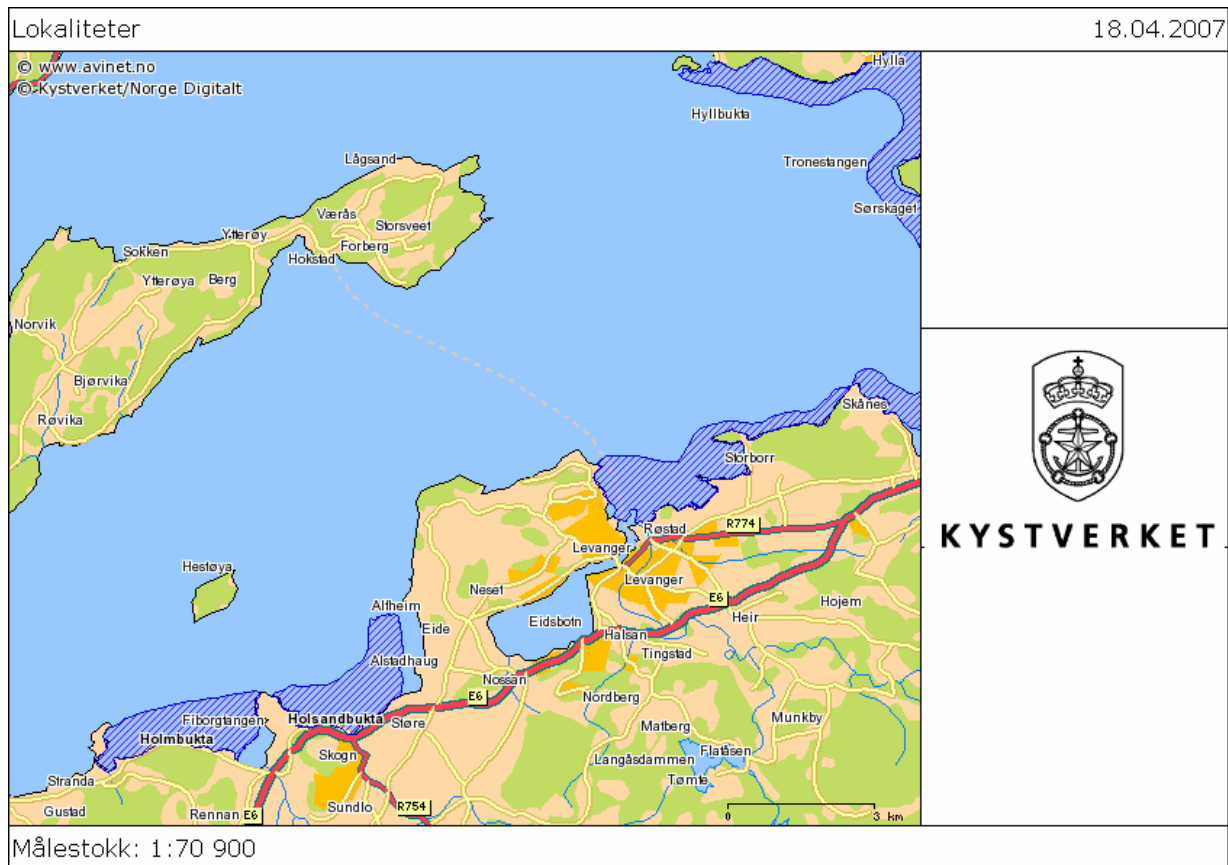 Lokaliteter 18.04.2007
© www.avinet.no
© Kystverket/Norge Digitalt
Hylla
Hyllbukta
Lågsand
Tronestangen
Værås
Storsveet
Sørskaget
Ytterøy
Forberg
Sokken
Hokstad
Ytterøya Berg
Norvik
Bjørvika
Røvika
Skånes
Storborr
KYSTVERKET
Røstad
R774
Levanger
Hestøya
Levanger
Neset
E6
Hojem
Alfheim
Heir
Eide
Eidsbotn
Halsan
Tingstad
Alstadhaug
Nossan
E6
Nordberg
Fiborgtangen
Holsandbukta
Støre
Munkby
Matberg
Holmbukta
Flatåsen
Skogn
Langåsdammen
Stranda
Tømte
Gustad
Rennan
E6
Sundlo
R754
0 3 km
Målestokk: 1:70 900